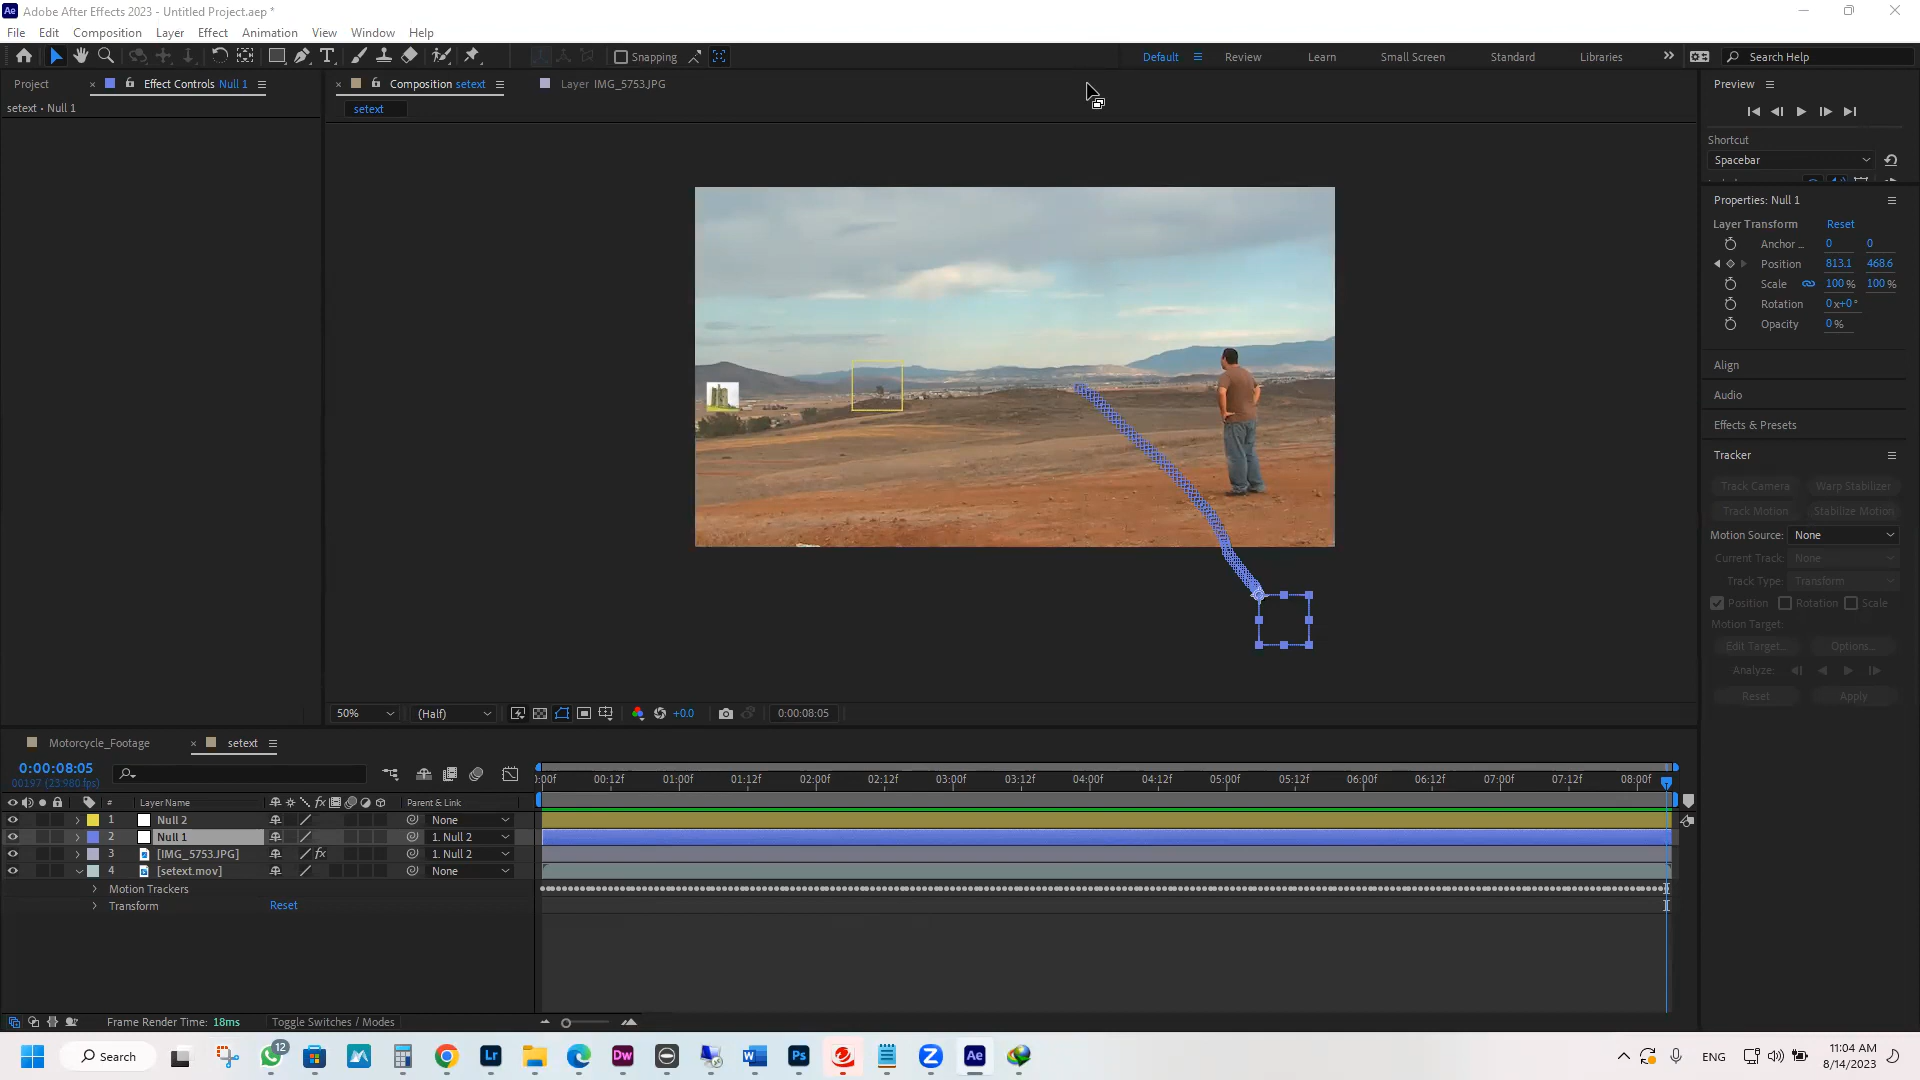 Adobe After Effects 2023 - Untitled Project.aep *
File Edit Composition Layer Effect Animation View Window Help
Snapping
Default Review Learn Small Screen Standard Libraries Search Help
Project Effect Controls Null 1 Composition setext Layer IMG_5753.JPG Preview
setext • Null 1 setext
Shortcut
Spacebar
Properties: Null 1
Layer Transform Reset
Anchor ... 0 0
Position 813.1 468.6
Scale 100 % 100 %
Rotation 0x+0°
Opacity 0 %
Align
Audio
Effects & Presets
Tracker
Track Camera Warp Stabilizer
Track Motion Stabilize Motion
Motion Source: None
Current Track: None
Track Type: Transform
Position Rotation Scale
Motion Target:
Edit Target... Options...
Analyze:
Reset Apply
50% (Half) +0.0 0:00:08:05
Motorcycle_Footage setext
0:00:08:05
00197 (23.980 fps)
0:00f 00:12f 01:00f 01:12f 02:00f 02:12f 03:00f 03:12f 04:00f 04:12f 05:00f 05:12f 06:00f 06:12f 07:00f 07:12f 08:00f
# Layer Name fx Parent & Link
1 Null 2 None
2 Null 1 1. Null 2
3 [IMG_5753.JPG] fx 1. Null 2
4 [setext.mov] None
Motion Trackers
Transform Reset
Frame Render Time: 18ms Toggle Switches / Modes
Search 12 Lr Dw Ps Z Ae ENG 11:04 AM
8/14/2023